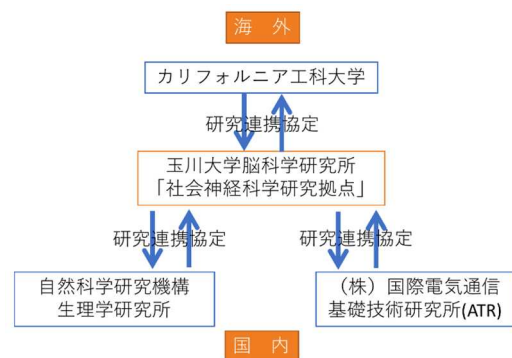 海 外
カリフォルニア工科大学
研究連携協定
玉川大学脳科学研究所
「社会神経科学研究拠点」
研究連携協定
研究連携協定
自然科学研究機構
生理学研究所
（株）国際電気通信
基礎技術研究所(ATR)
国 内